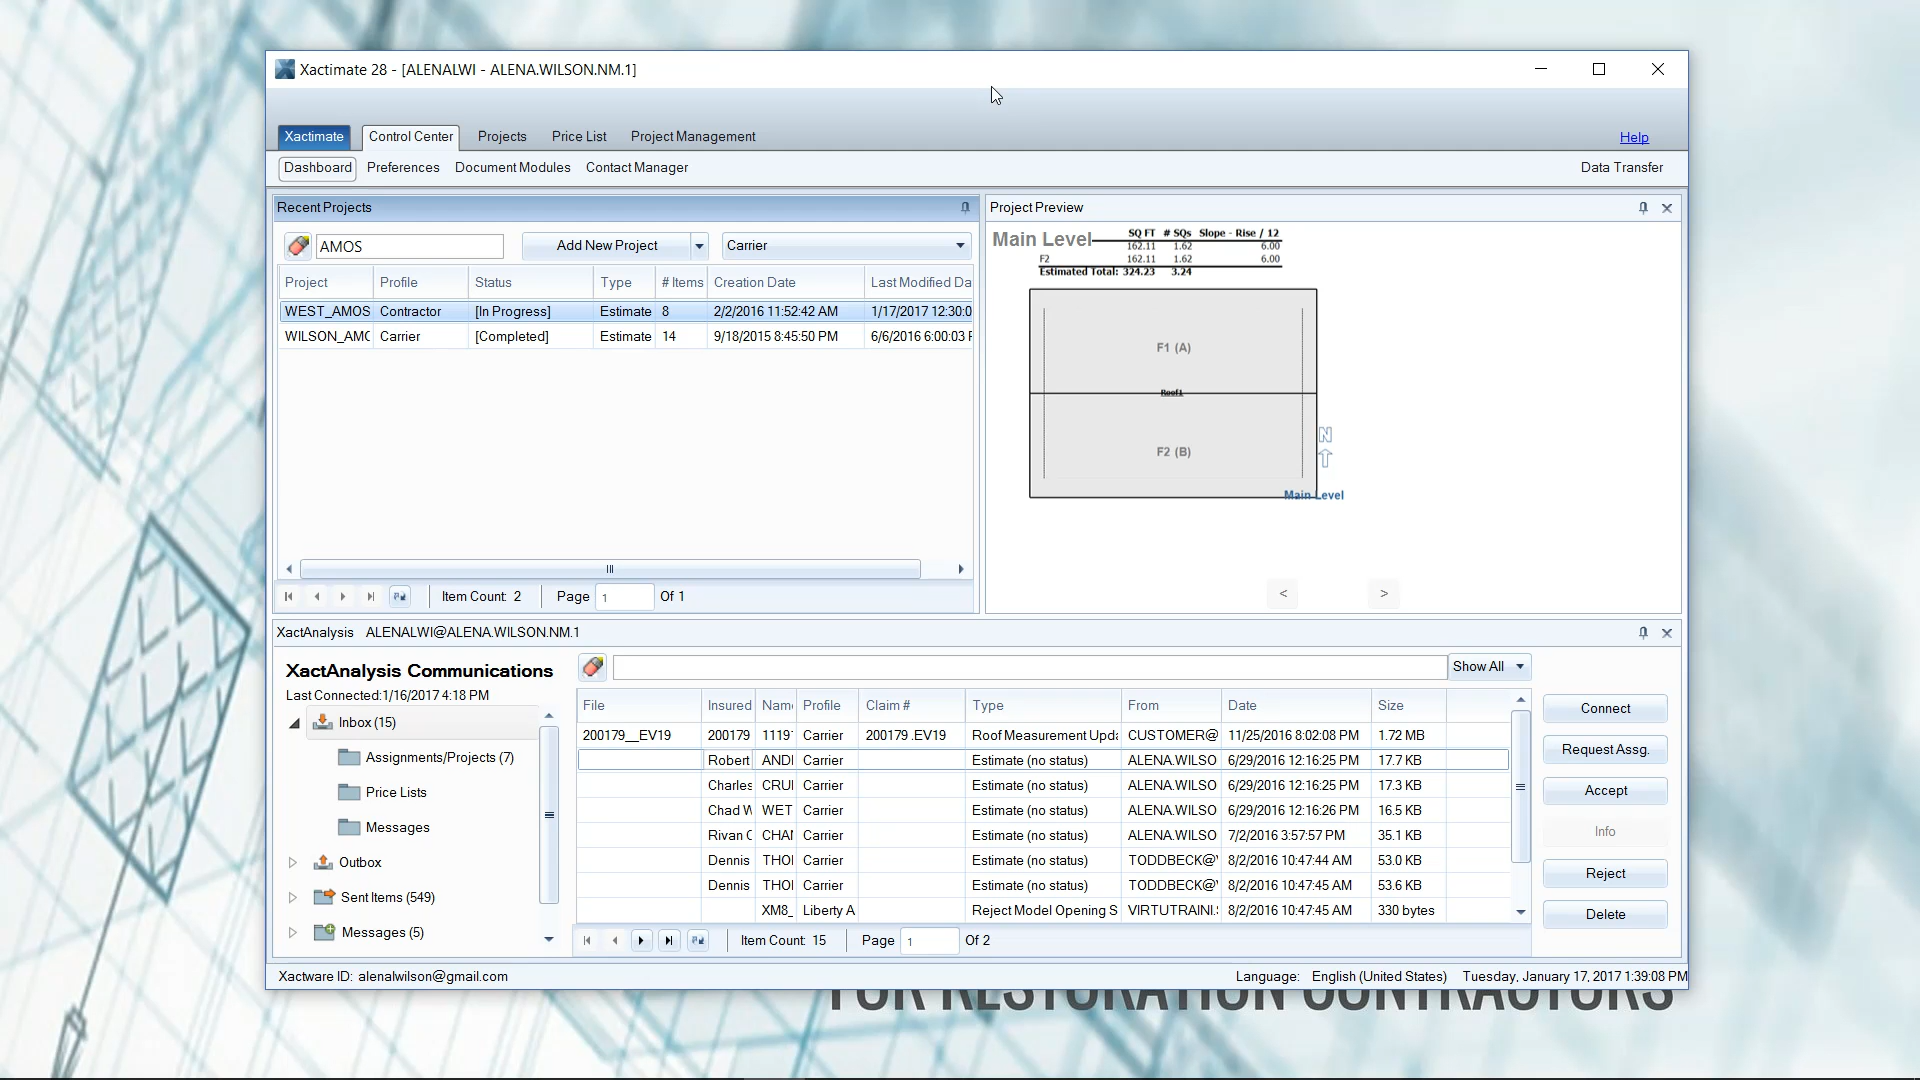 Xactimate 28 - [ALENALWI - ALENA.WILSON.NM.1]
Xactimate Control Center Projects Price List Project Management Help
Dashboard Preferences Document Modules Contact Manager Data Transfer
Recent Projects
AMOS Add New Project Carrier
Project Profile Status Type # Items Creation Date Last Modified Da
WEST_AMOS Contractor [In Progress] Estimate 8 2/2/2016 11:52:42 AM 1/17/2017 12:30:0
WILSON_AMO Carrier [Completed] Estimate 14 9/18/2015 8:45:50 PM 6/6/2016 6:00:03 P
Item Count: 2 Page 1 Of 1
Project Preview
Main Level SQ FT # SQs Slope - Rise / 12
162.11 1.62 6.00
F2 162.11 1.62 6.00
Estimated Total: 324.23 3.24
F1 (A)
Roof1
F2 (B)
N
Main Level
< >
XactAnalysis ALENALWI@ALENA.WILSON.NM.1
XactAnalysis Communications
Last Connected:1/16/2017 4:18 PM
Inbox (15)
Assignments/Projects (7)
Price Lists
Messages
Outbox
Sent Items (549)
Messages (5)
Show All
File Insured Name Profile Claim # Type From Date Size
200179__EV19 200179 1119 Carrier 200179 .EV19 Roof Measurement Upda CUSTOMER@ 11/25/2016 8:02:08 PM 1.72 MB
Robert ANDI Carrier Estimate (no status) ALENA.WILSO 6/29/2016 12:16:25 PM 17.7 KB
Charles CRUI Carrier Estimate (no status) ALENA.WILSO 6/29/2016 12:16:25 PM 17.3 KB
Chad W WET Carrier Estimate (no status) ALENA.WILSO 6/29/2016 12:16:26 PM 16.5 KB
Rivan C CHAI Carrier Estimate (no status) ALENA.WILSO 7/2/2016 3:57:57 PM 35.1 KB
Dennis THOI Carrier Estimate (no status) TODDBECK@ 8/2/2016 10:47:44 AM 53.0 KB
Dennis THOI Carrier Estimate (no status) TODDBECK@ 8/2/2016 10:47:45 AM 53.6 KB
XM8_ Liberty A Reject Model Opening S VIRTUTRAINI. 8/2/2016 10:47:45 AM 330 bytes
Item Count: 15 Page 1 Of 2
Connect
Request Assg.
Accept
Info
Reject
Delete
Xactware ID: alenalwilson@gmail.com Language: English (United States) Tuesday, January 17, 2017 1:39:08 PM
FOR RESTORATION CONTRACTORS